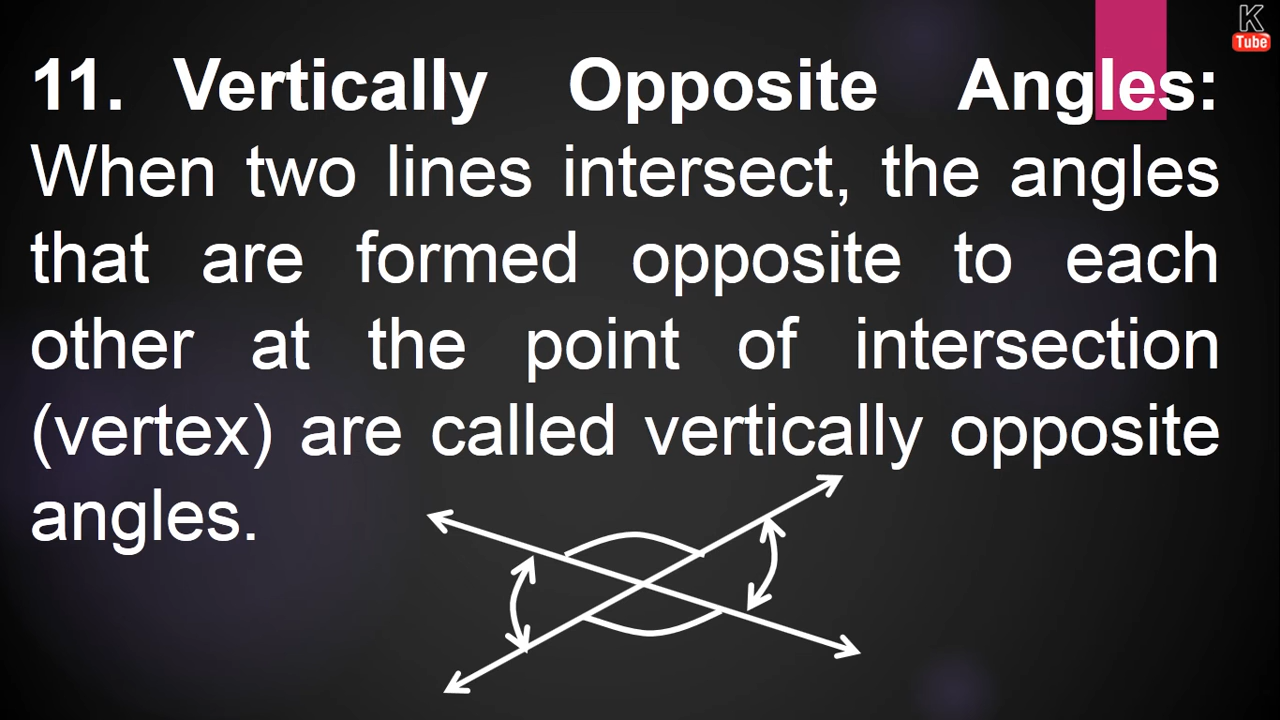 K
Tube
11. Vertically Opposite Angles:
When two lines intersect, the angles
that are formed opposite to each
other at the point of intersection
(vertex) are called vertically opposite
angles.